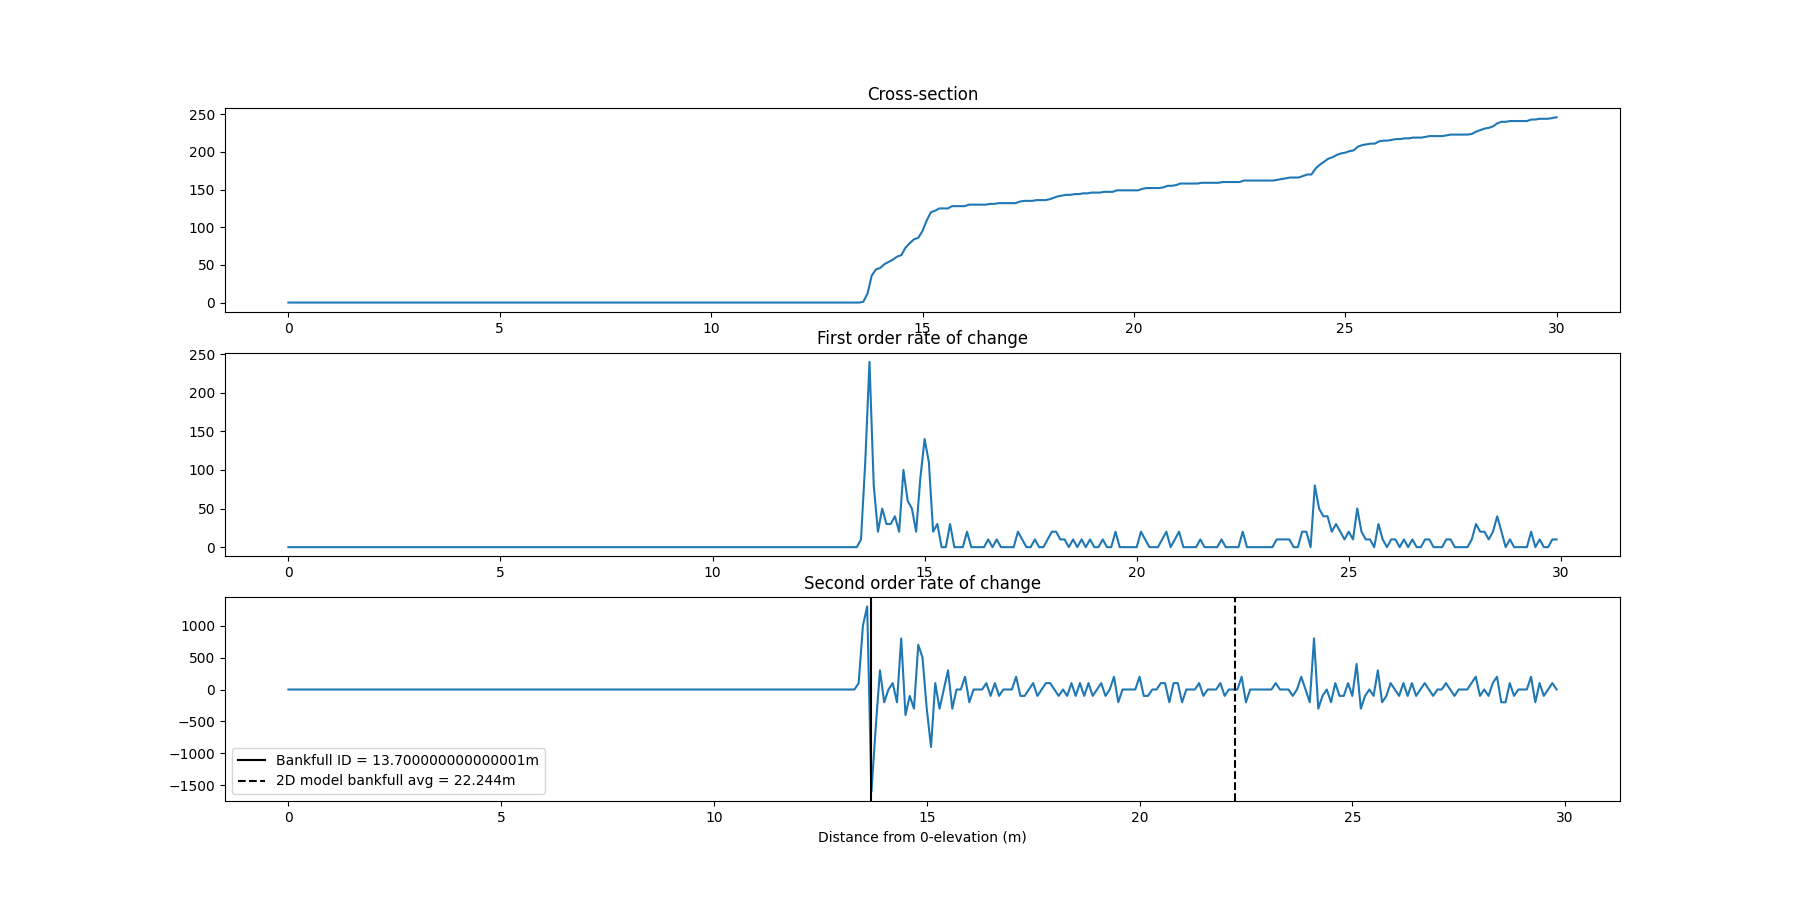 Cross-section
250
200
150
100
50
0
0 5 10 15 20 25 30
First order rate of change
250
200
150
100
50
0
0 5 10 15 20 25 30
Second order rate of change
1000
500
0
−500
−1000
−1500
Bankfull ID = 13.700000000000001m
2D model bankfull avg = 22.244m
0 5 10 15 20 25 30
Distance from 0-elevation (m)